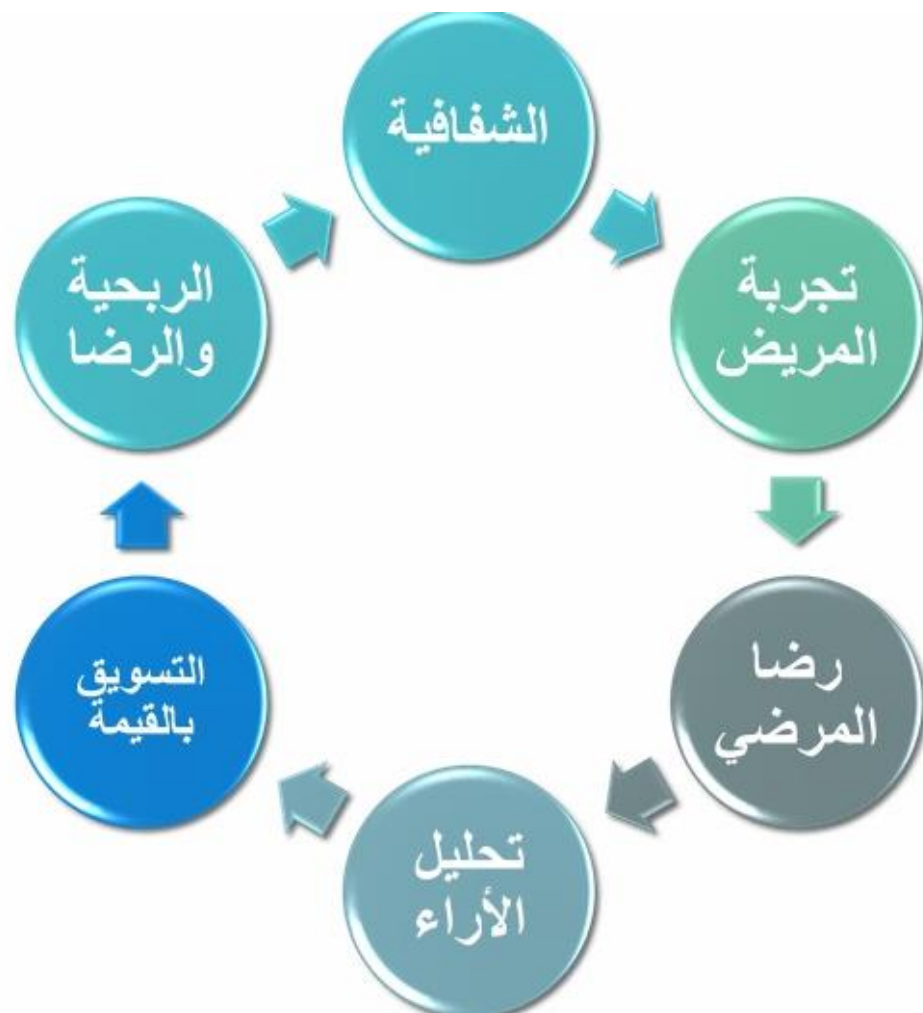 الشفافية
تجربة
المريض
رضا
المرضي
تحليل
الأراء
التسويق
بالقيمة
الربحية
والرضا